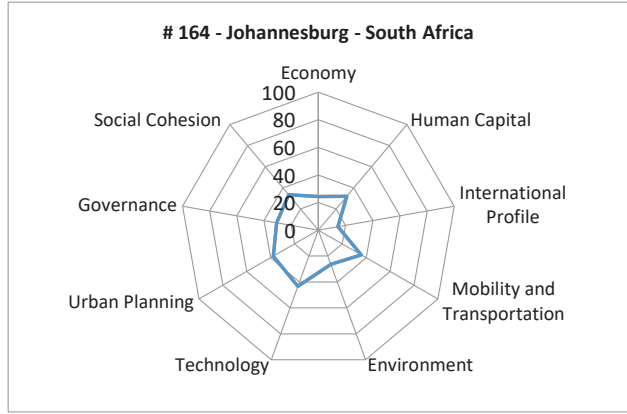 # 164 - Johannesburg - South Africa
Economy
100
80
60
40
20
0
Human Capital
International
Profile
Mobility and
Transportation
Environment
Technology
Urban Planning
Governance
Social Cohesion